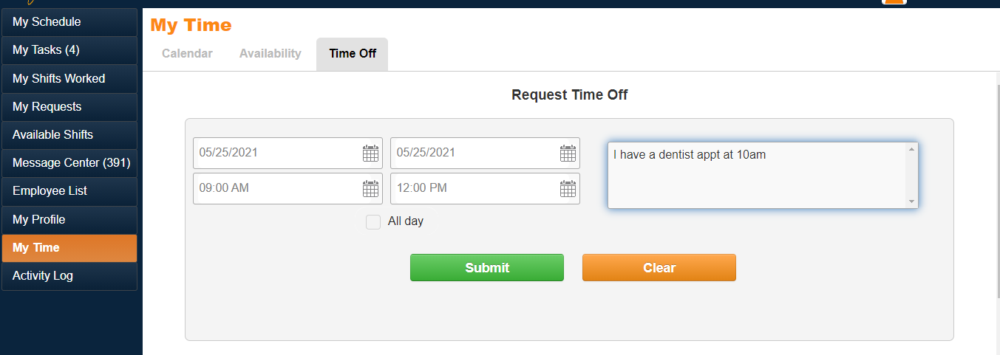 My Schedule
My Tasks (4)
My Shifts Worked
My Requests
Available Shifts
Message Center (391)
Employee List
My Profile
My Time
Activity Log
My Time
Calendar Availability Time Off
Request Time Off
05/25/2021 05/25/2021
09:00 AM 12:00 PM
All day
I have a dentist appt at 10am
Submit Clear